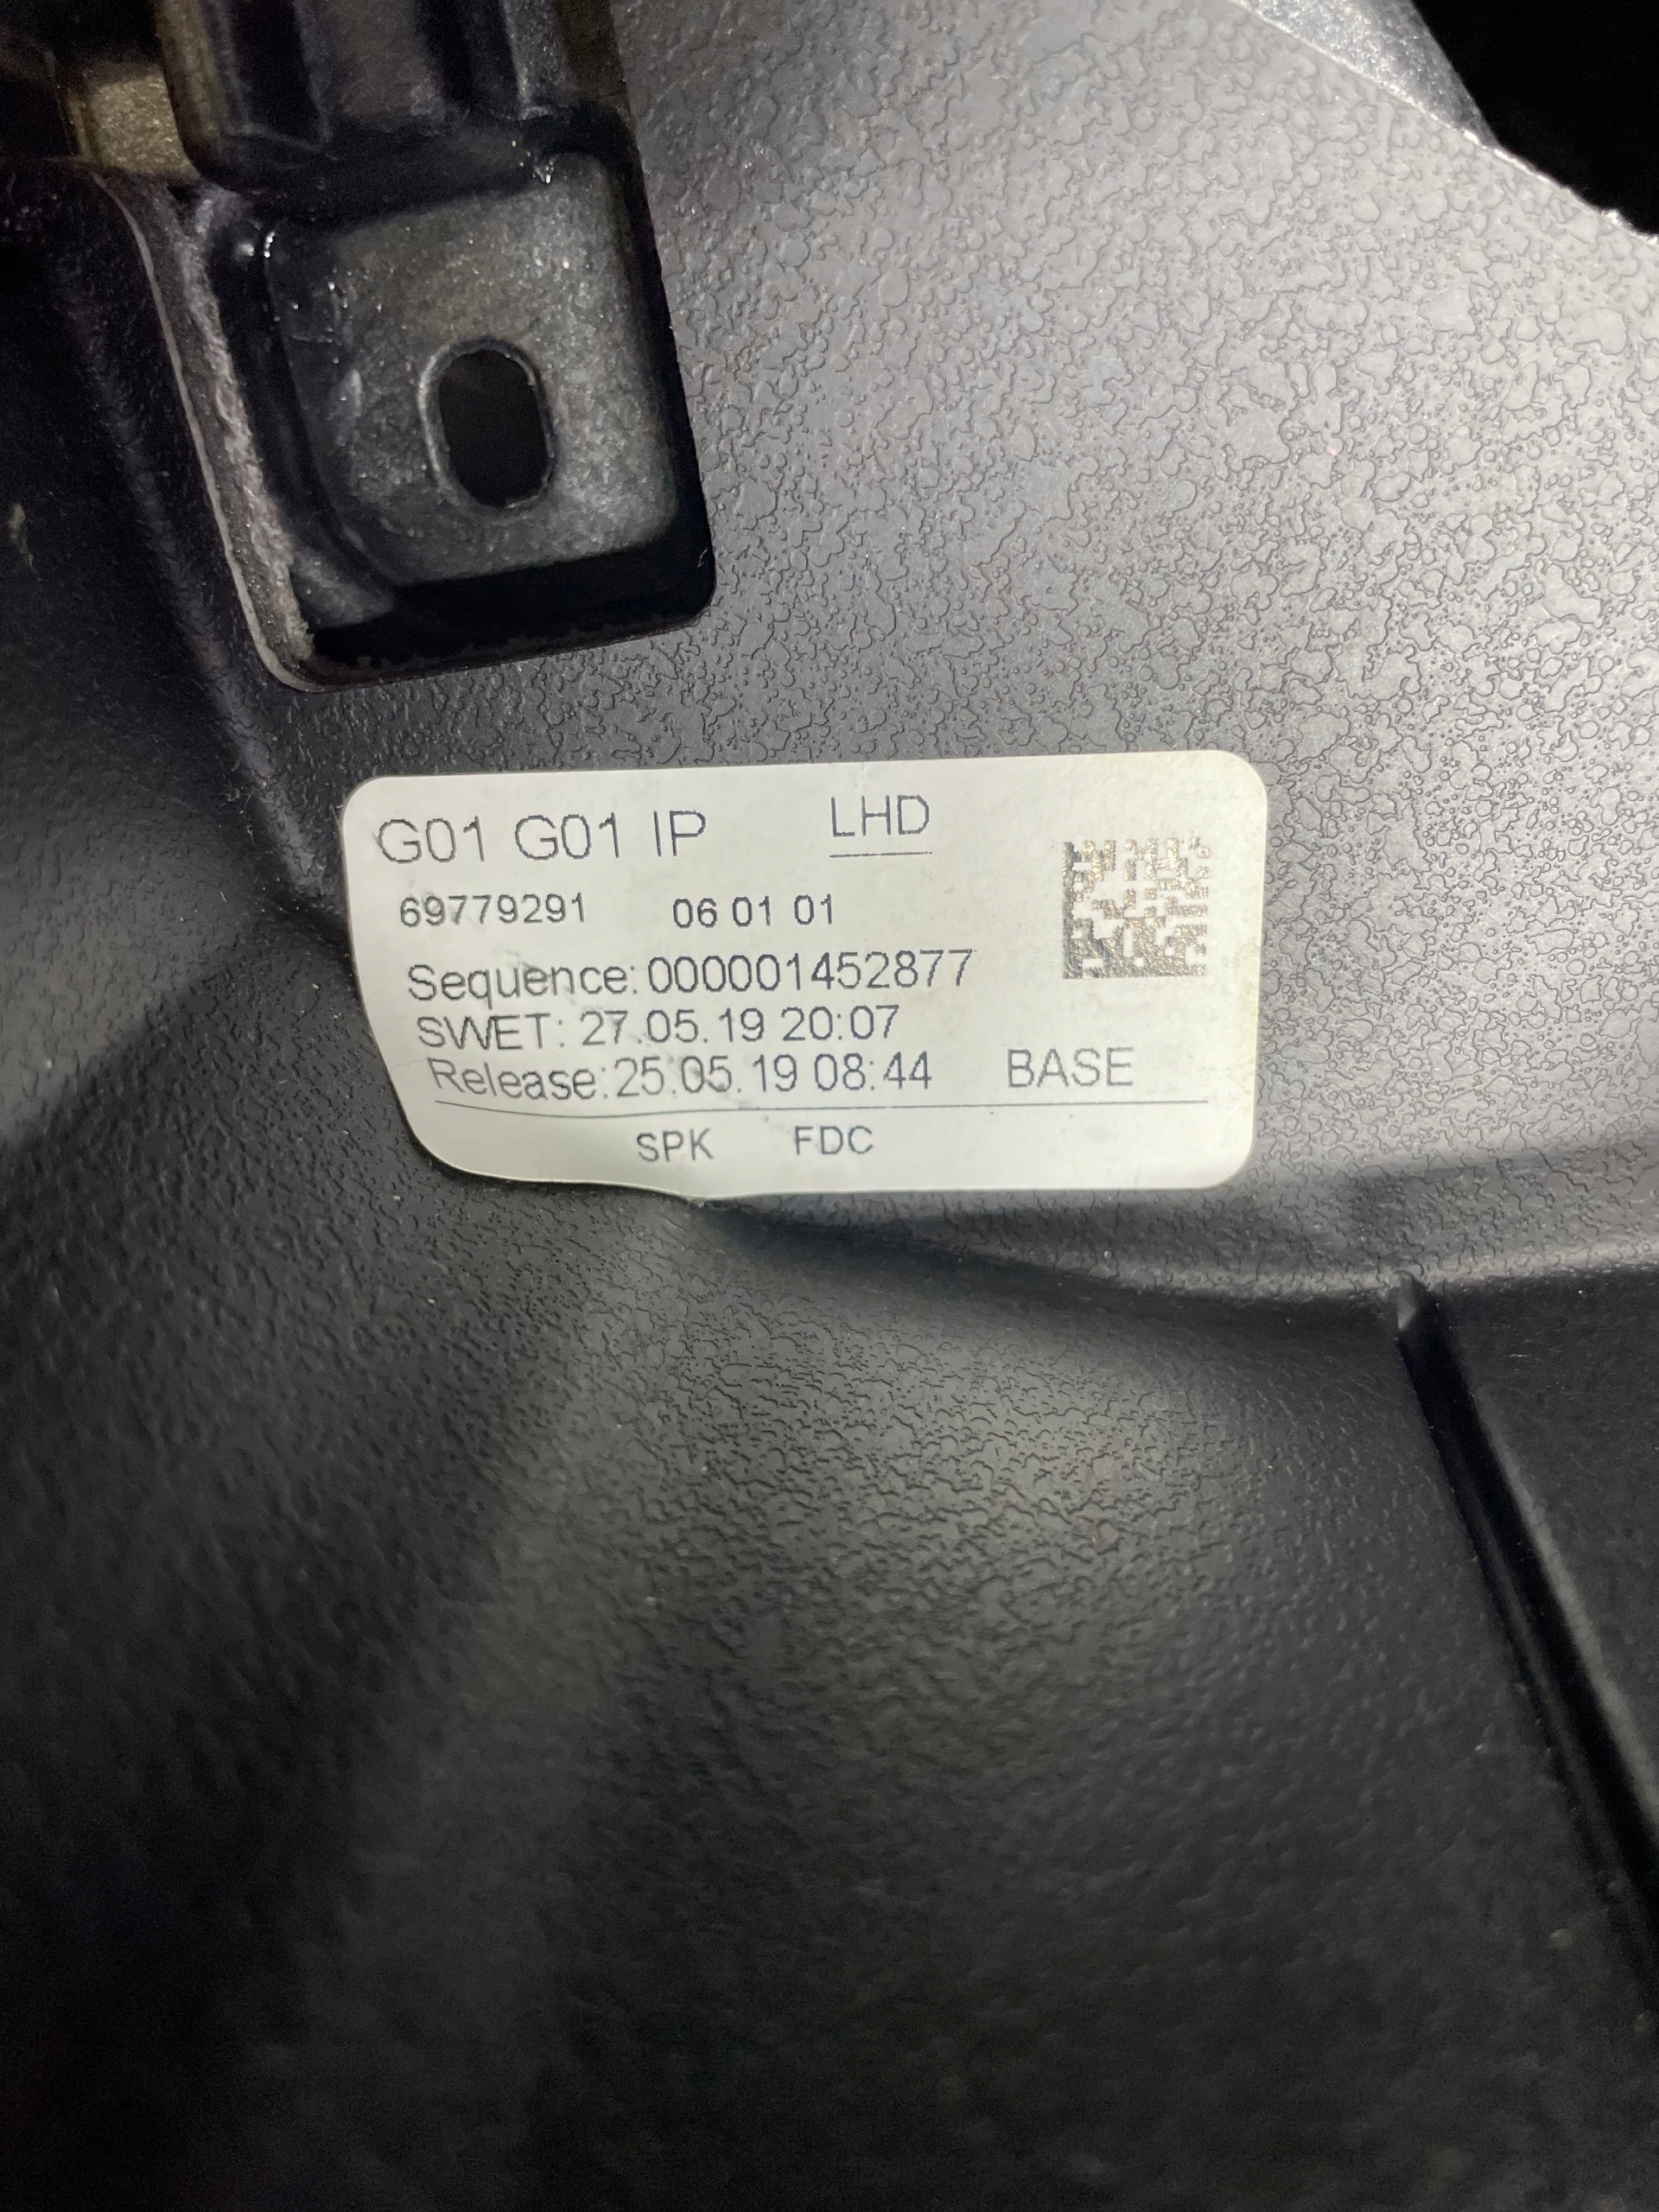 G01 G01 IP LHD
69779291 06 01 01
Sequence: 000001452877
SWET: 27.05.19 20:07
Release: 25.05.19 08:44 BASE
SPK FDC